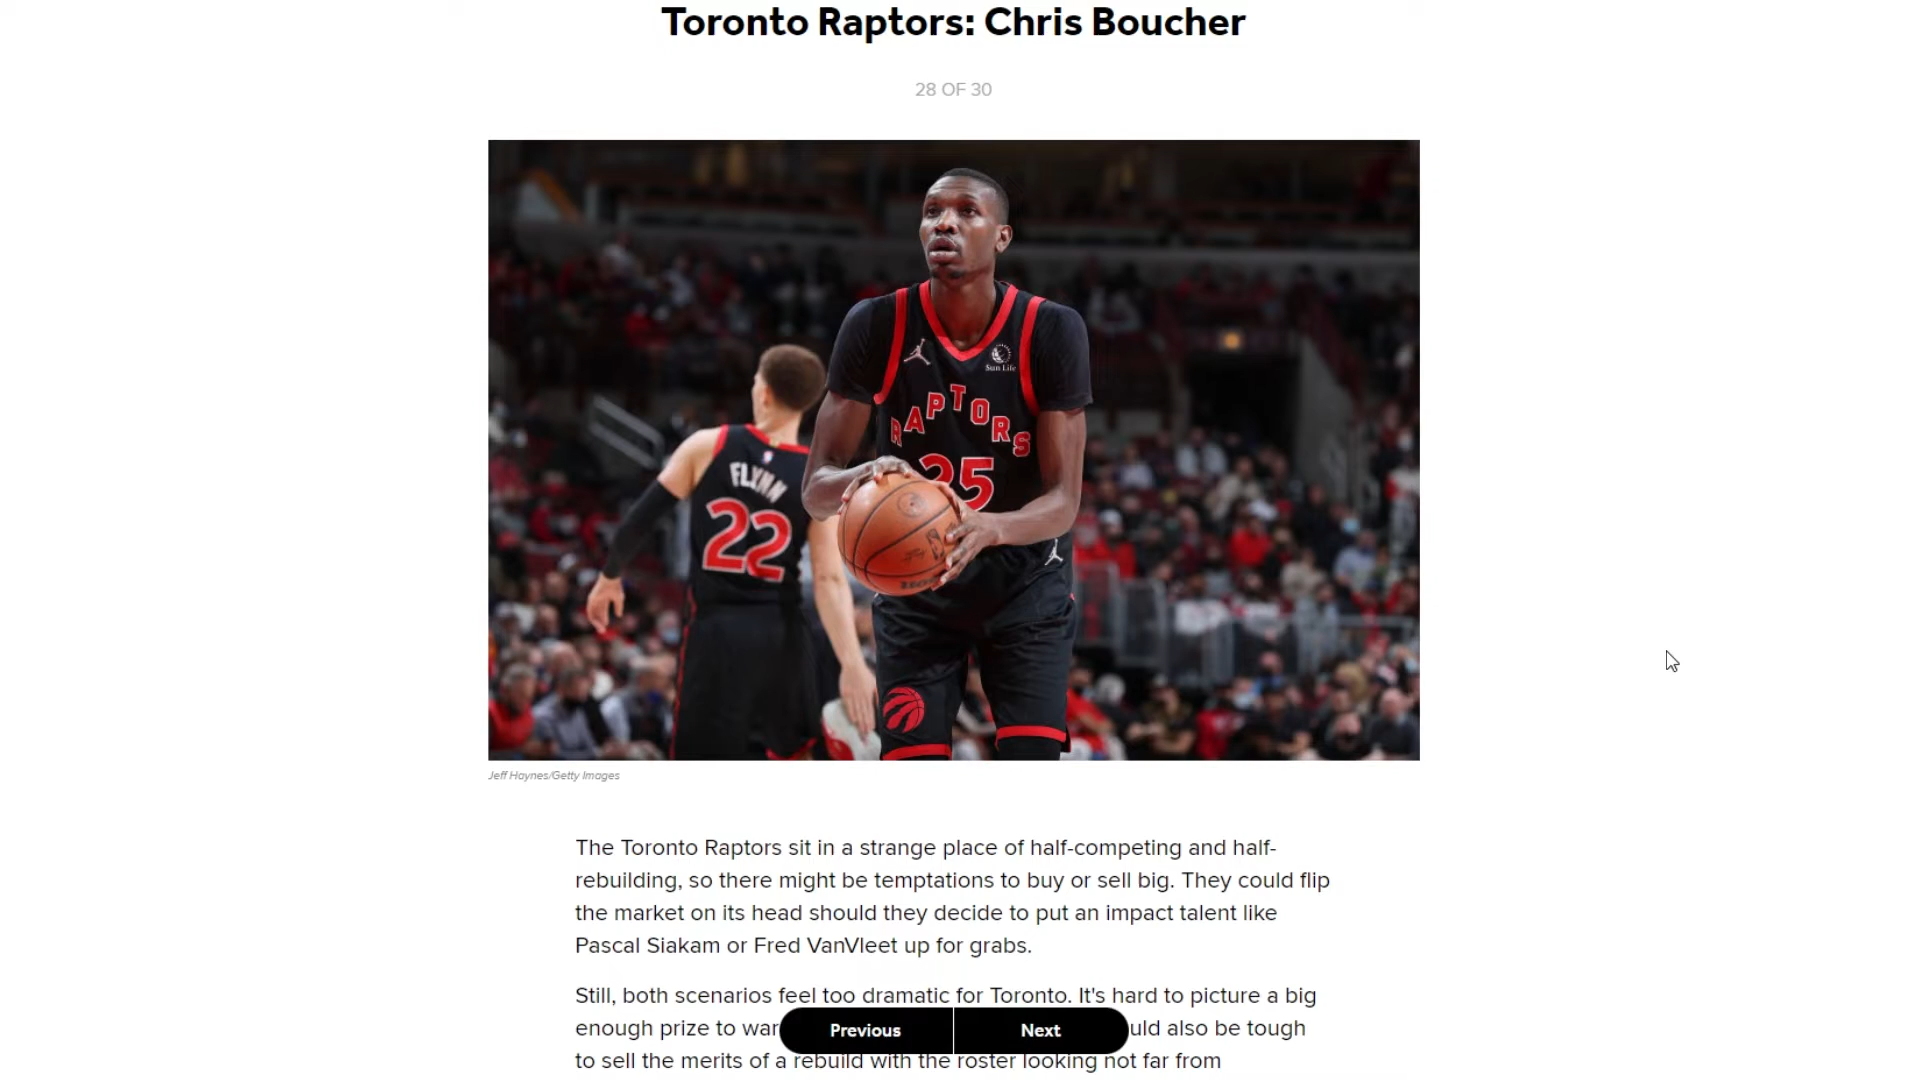 Toronto Raptors: Chris Boucher
28 OF 30
Sun Life
RAPTORS
25
FLYNN
22
Jeff Haynes/Getty Images
The Toronto Raptors sit in a strange place of half-competing and half-
rebuilding, so there might be temptations to buy or sell big. They could flip
the market on its head should they decide to put an impact talent like
Pascal Siakam or Fred VanVleet up for grabs.
Still, both scenarios feel too dramatic for Toronto. It's hard to picture a big
enough prize to war
Previous
Next
uld also be tough
to sell the merits of a rebuild with the roster looking not far from